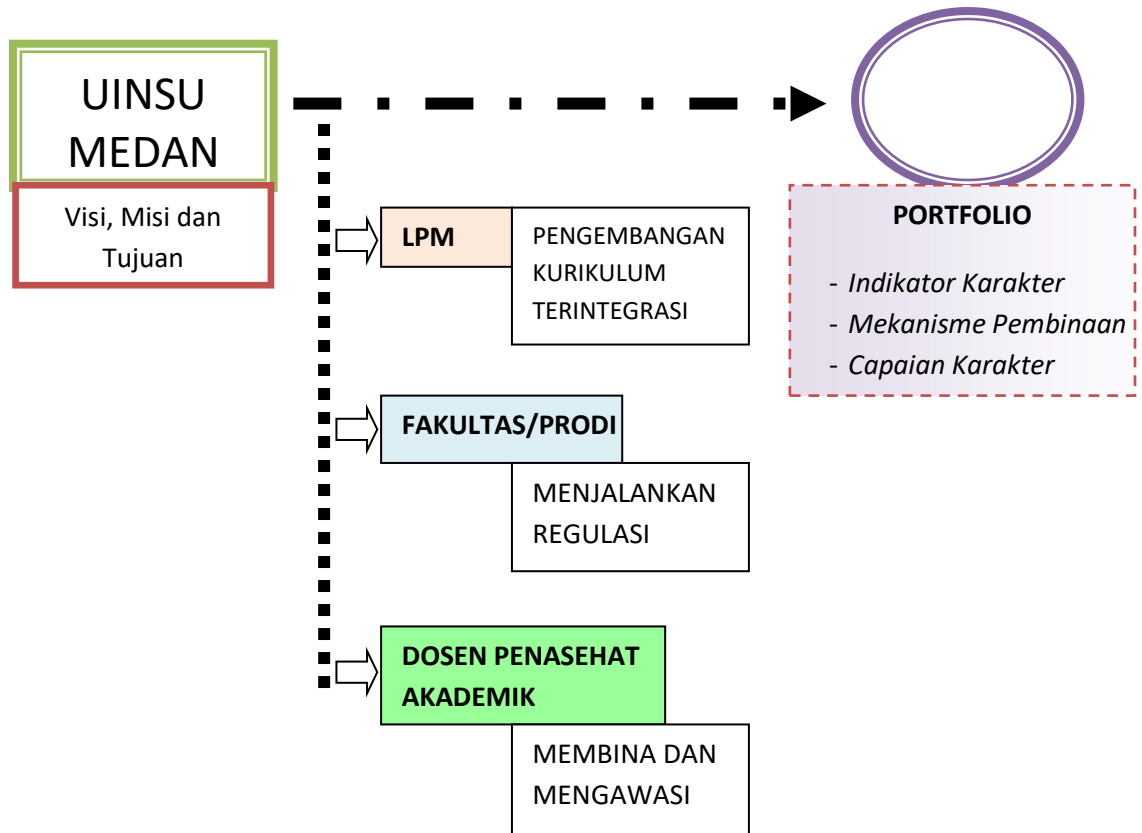 UINSU
MEDAN
Visi, Misi dan
Tujuan
LPM
PENGEMBANGAN
KURIKULUM
TERINTEGRASI
FAKULTAS/PRODI
MENJALANKAN
REGULASI
DOSEN PENASEHAT
AKADEMIK
MEMBINA DAN
MENGAWASI
PORTFOLIO
- Indikator Karakter
- Mekanisme Pembinaan
- Capaian Karakter